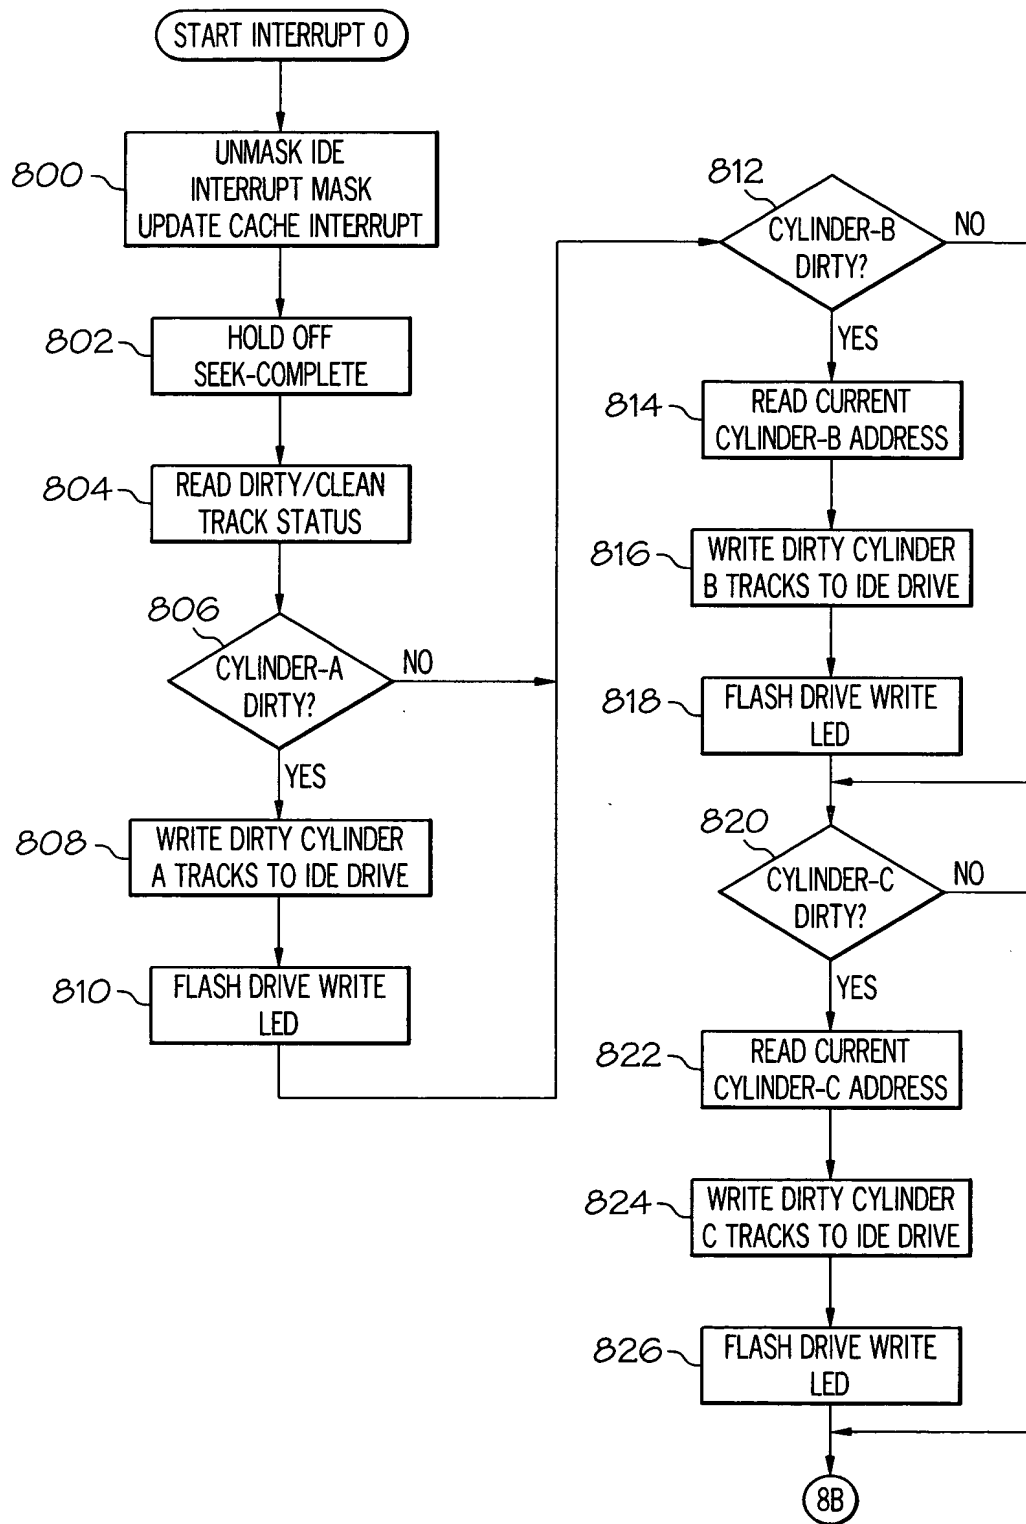 START INTERRUPT 0
800
UNMASK IDE
INTERRUPT MASK
UPDATE CACHE INTERRUPT
802
HOLD OFF
SEEK-COMPLETE
804
READ DIRTY/CLEAN
TRACK STATUS
806
CYLINDER-A
DIRTY?
NO
YES
808
WRITE DIRTY CYLINDER
A TRACKS TO IDE DRIVE
810
FLASH DRIVE WRITE
LED
812
CYLINDER-B
DIRTY?
NO
YES
814
READ CURRENT
CYLINDER-B ADDRESS
816
WRITE DIRTY CYLINDER
B TRACKS TO IDE DRIVE
818
FLASH DRIVE WRITE
LED
820
CYLINDER-C
DIRTY?
NO
YES
822
READ CURRENT
CYLINDER-C ADDRESS
824
WRITE DIRTY CYLINDER
C TRACKS TO IDE DRIVE
826
FLASH DRIVE WRITE
LED
8B